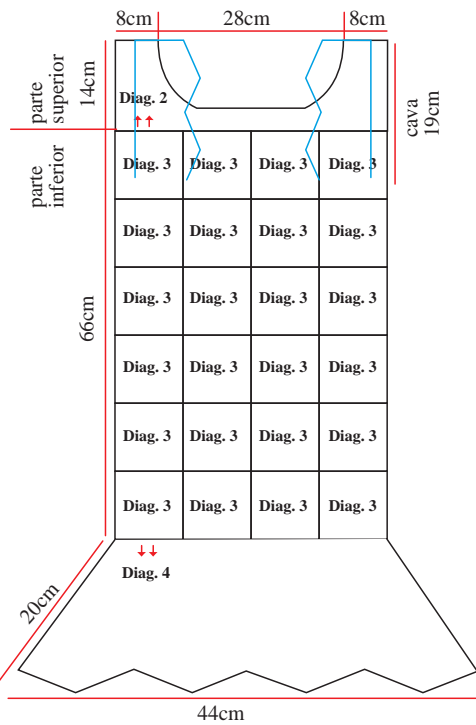 8cm 28cm 8cm
parte superior
14cm
Diag. 2
cava
19cm
parte inferior
Diag. 3 Diag. 3 Diag. 3 Diag. 3
Diag. 3 Diag. 3 Diag. 3 Diag. 3
66cm
Diag. 3 Diag. 3 Diag. 3 Diag. 3
Diag. 3 Diag. 3 Diag. 3 Diag. 3
Diag. 3 Diag. 3 Diag. 3 Diag. 3
Diag. 3 Diag. 3 Diag. 3 Diag. 3
Diag. 4
20cm
44cm